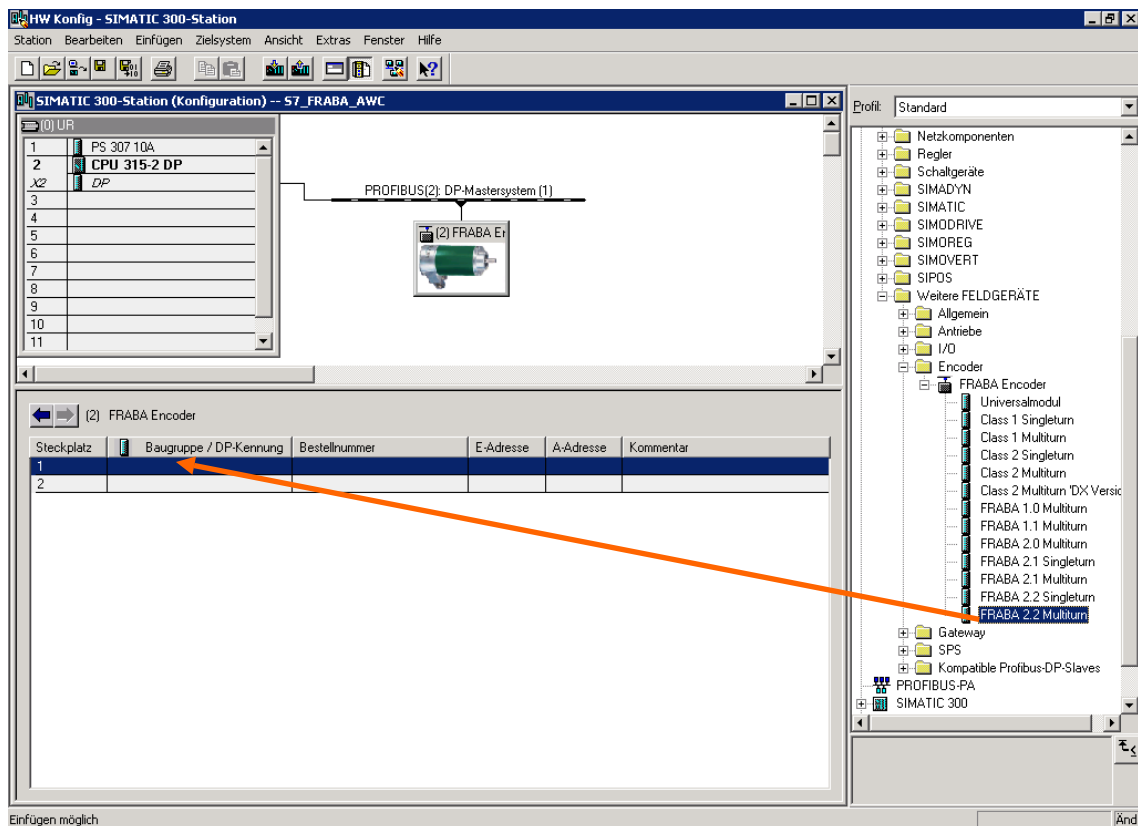 HW Konfig - SIMATIC 300-Station
Station Bearbeiten Einfügen Zielsystem Ansicht Extras Fenster Hilfe
SIMATIC 300-Station (Konfiguration) -- S7_FRABA_AWC
(0) UR
1 PS 307 10A
2 CPU 315-2 DP
X2 DP
3
4
5
6
7
8
9
10
11
PROFIBUS(2): DP-Mastersystem (1)
(2) FRABA Er
(2) FRABA Encoder
Steckplatz Baugruppe / DP-Kennung Bestellnummer E-Adresse A-Adresse Kommentar
1
2
Profil: Standard
Netzkomponenten
Regler
Schaltgeräte
SIMADYN
SIMATIC
SIMODRIVE
SIMOREG
SIMOVERT
SIPOS
Weitere FELDGERÄTE
Allgemein
Antriebe
I/O
Encoder
FRABA Encoder
Universalmodul
Class 1 Singleturn
Class 1 Multiturn
Class 2 Singleturn
Class 2 Multiturn
Class 2 Multiturn 'DX Versic
FRABA 1.0 Multiturn
FRABA 1.1 Multiturn
FRABA 2.0 Multiturn
FRABA 2.1 Singleturn
FRABA 2.1 Multiturn
FRABA 2.2 Singleturn
FRABA 2.2 Multiturn
Gateway
SPS
Kompatible Profibus-DP-Slaves
PROFIBUS-PA
SIMATIC 300
Einfügen möglich
Änd